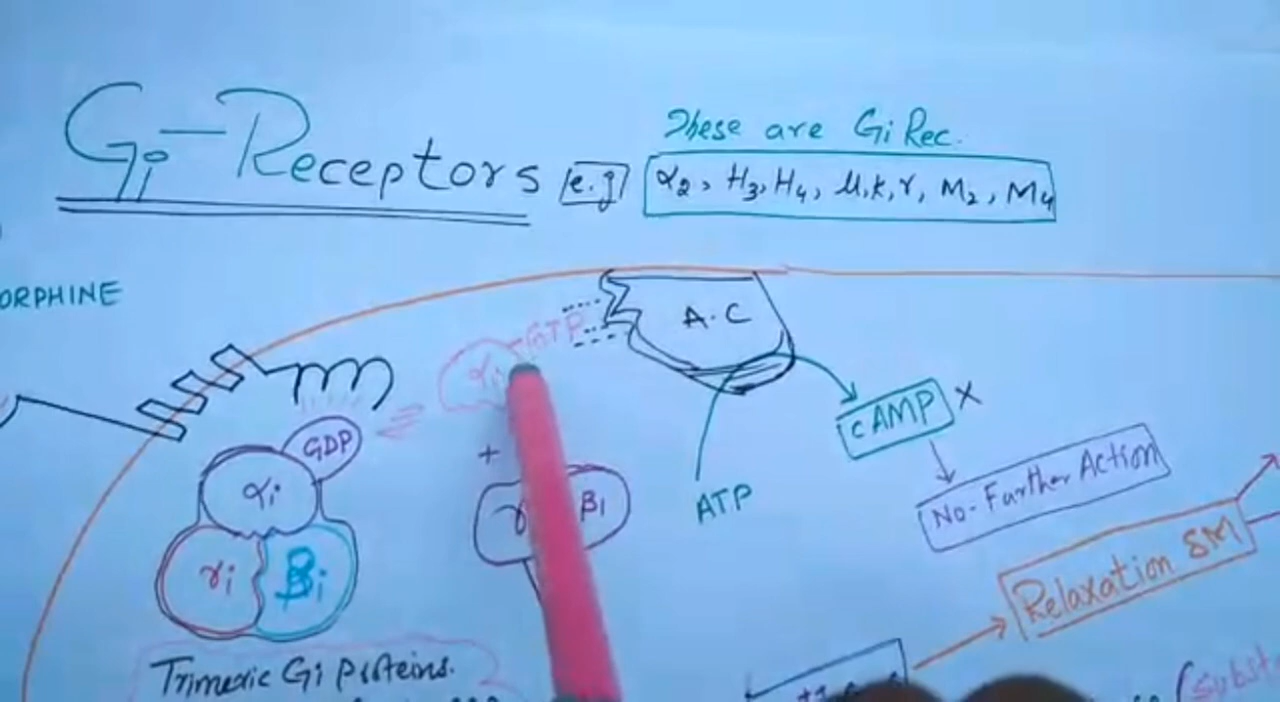 Gi-Receptors e.g
These are Gi Rec.
α2, H3, H4, μ,κ,γ, M2, M4
ORPHINE
GTP
A.C
αi
GDP
cAMP X
+
αi
γ β1
ATP
No-Further Action
γi βi
Relaxation SM
Trimeric Gi Proteins.
(Subst